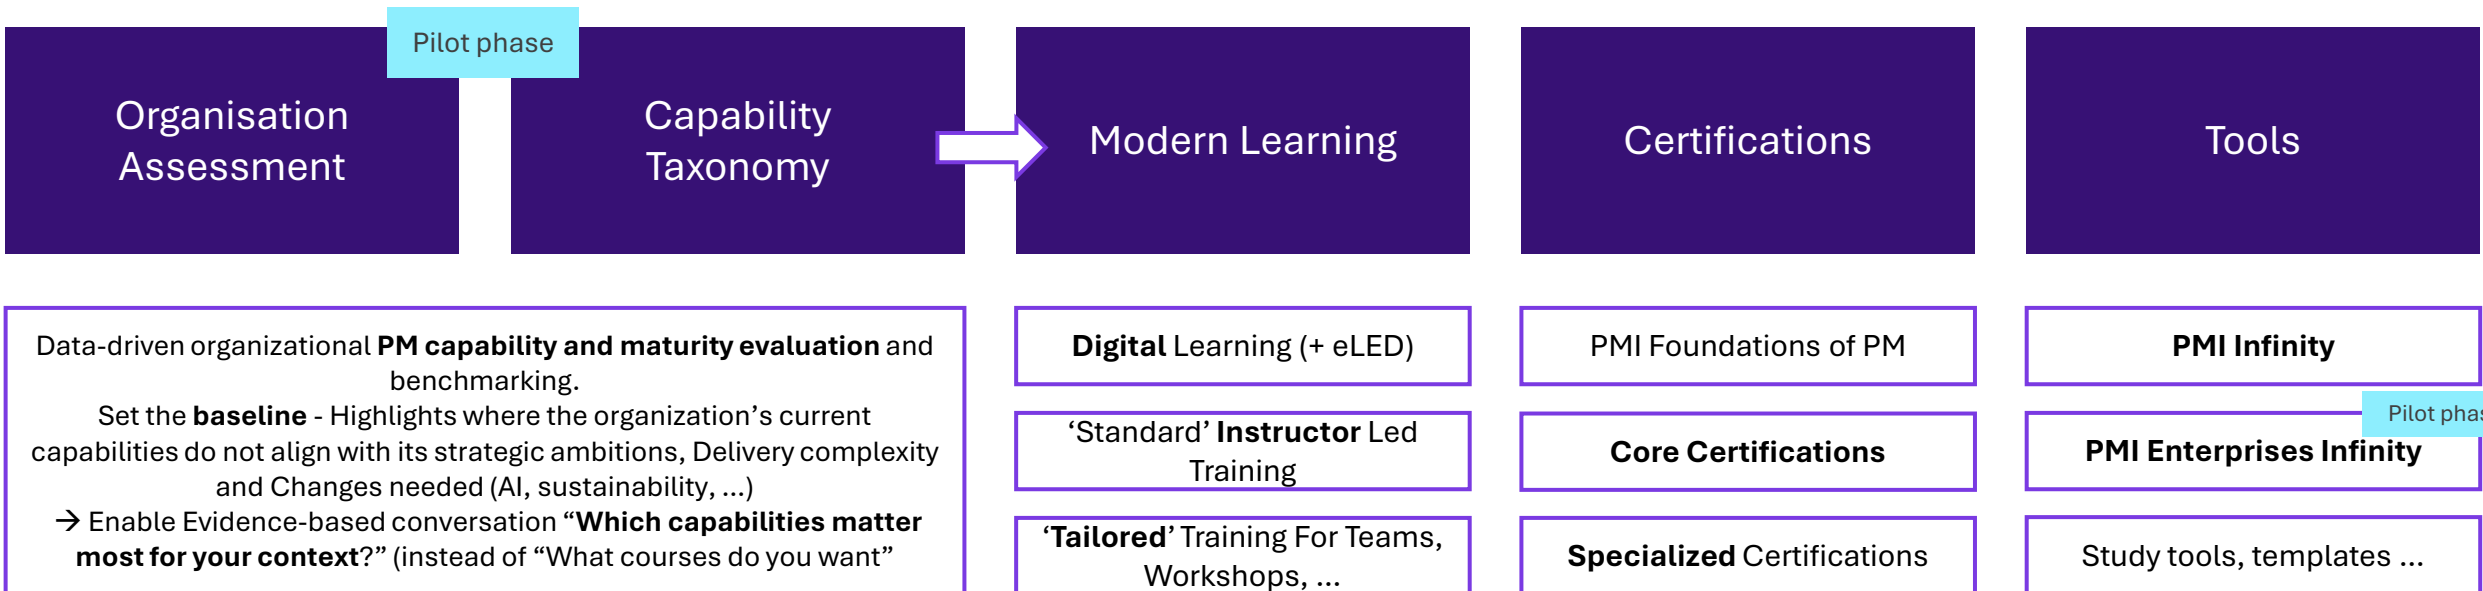 Pilot phase
Organisation
Assessment
Capability
Taxonomy
Modern Learning
Certifications
Tools
Data-driven organizational PM capability and maturity evaluation and
benchmarking.
Set the baseline - Highlights where the organization’s current
capabilities do not align with its strategic ambitions, Delivery complexity
and Changes needed (AI, sustainability, ...)
→ Enable Evidence-based conversation “Which capabilities matter
most for your context?” (instead of “What courses do you want”
Digital Learning (+ eLED)
‘Standard’ Instructor Led
Training
‘Tailored’ Training For Teams,
Workshops, ...
PMI Foundations of PM
Core Certifications
Specialized Certifications
PMI Infinity
Pilot phas
PMI Enterprises Infinity
Study tools, templates ...